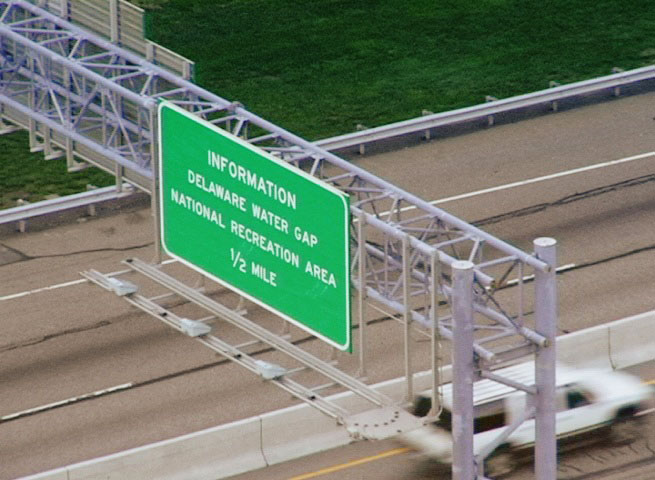 INFORMATION
DELAWARE WATER GAP
NATIONAL RECREATION AREA
1/2 MILE